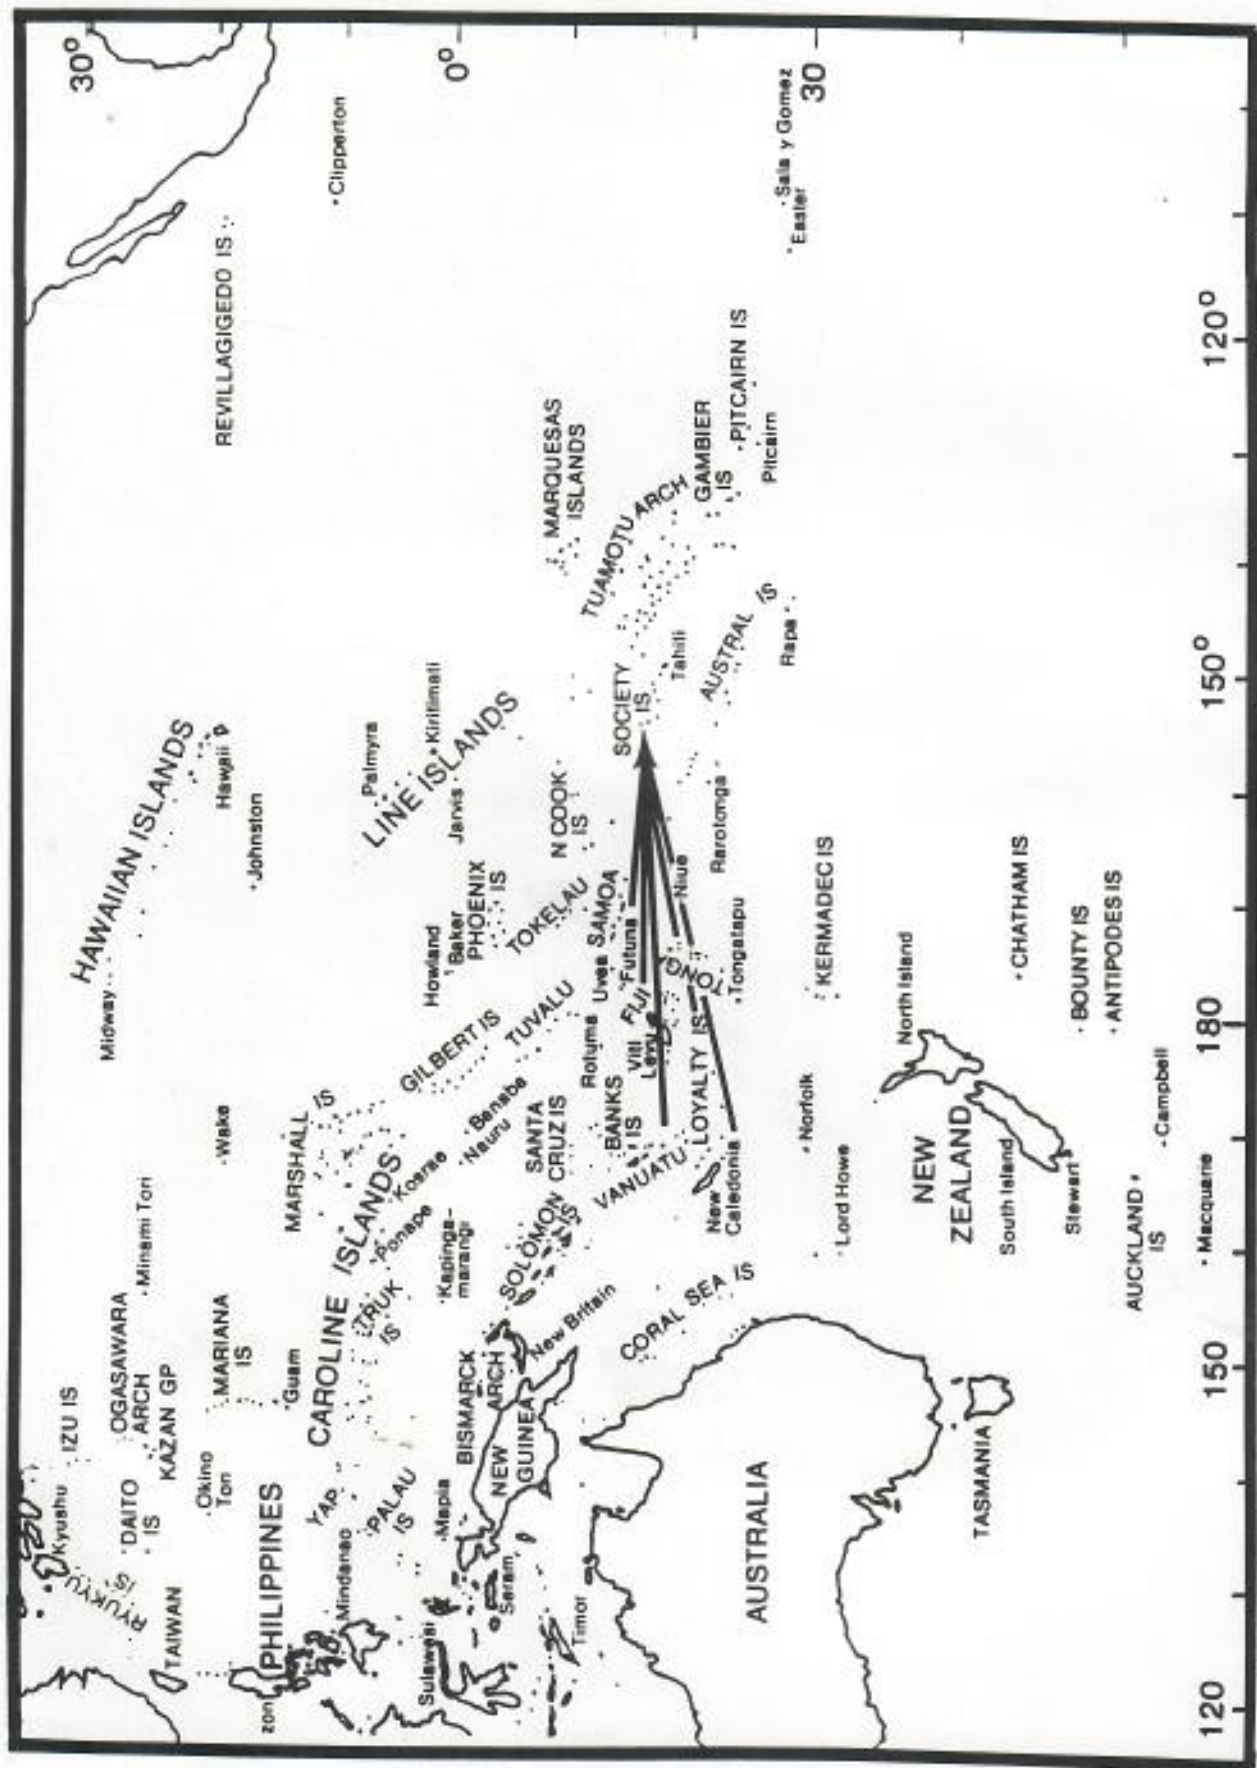 30°
0°
30
Clipperton
REVILLAGIGEDO IS
Sala y Gomez
Easter
120°
MARQUESAS
ISLANDS
TUAMOTU ARCH
GAMBIER
IS
PITCAIRN IS
Pitcairn
HAWAIIAN ISLANDS
Hawaii
Midway
Johnston
Palmyra
Kiritimati
LINE ISLANDS
Jarvis
SOCIETY
IS
Tahiti
AUSTRAL IS
Rapa
150°
N COOK
IS
Rarotonga
Niue
Howland
Baker
PHOENIX
IS
TOKELAU
SAMOA
Uvea
Futuna
TONGA
Tongatapu
KERMADEC IS
CHATHAM IS
BOUNTY IS
ANTIPODES IS
180
GILBERT IS
TUVALU
Rotuma
FIJI
Viti
Levu
North Island
MARSHALL IS
Wake
Banaba
Nauru
SANTA
CRUZ IS
BANKS
IS
LOYALTY IS
VANUATU
New
Caledonia
Norfolk
Lord Howe
NEW
ZEALAND
South Island
Stewart
Campbell
AUCKLAND
IS
Macquarie
Minami Tori
CAROLINE ISLANDS
Kosrae
Ponape
TRUK
IS
Kapinga-
marangi
SOLOMON
IS
CORAL SEA IS
150
IZU IS
OGASAWARA
ARCH
KAZAN GP
MARIANA
IS
Guam
BISMARCK
ARCH
New Britain
NEW
GUINEA
TASMANIA
Kyushu
DAITO
IS
RYUKYU
IS
Okino
Tori
YAP
PALAU
IS
Mapia
TAIWAN
PHILIPPINES
Mindanao
zon
Sulawesi
Seram
Timor
AUSTRALIA
120